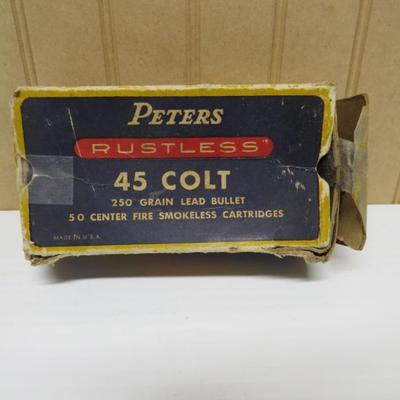 PETERS
RUSTLESS
45 COLT
250 GRAIN LEAD BULLET
50 CENTER FIRE SMOKELESS CARTRIDGES
MADE IN U.S.A.